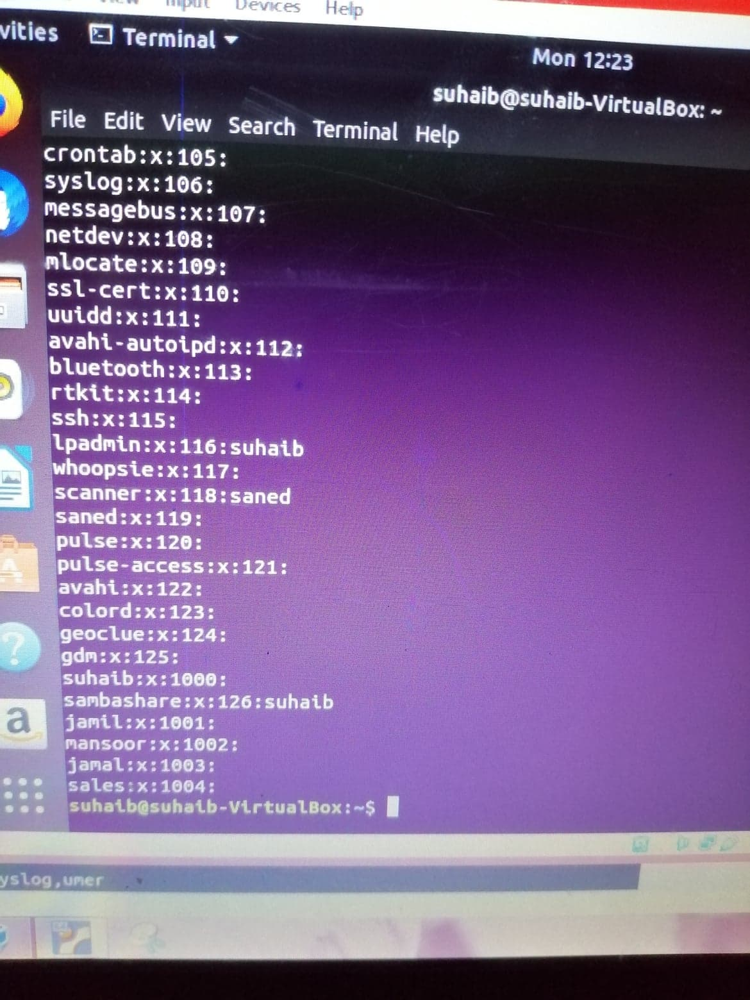 Input Devices Help
vities Terminal
Mon 12:23
suhaib@suhaib-VirtualBox: ~
File Edit View Search Terminal Help
crontab:x:105:
syslog:x:106:
messagebus:x:107:
netdev:x:108:
mlocate:x:109:
ssl-cert:x:110:
uuidd:x:111:
avahi-autoipd:x:112:
bluetooth:x:113:
rtkit:x:114:
ssh:x:115:
lpadmin:x:116:suhaib
whoopsie:x:117:
scanner:x:118:saned
saned:x:119:
pulse:x:120:
pulse-access:x:121:
avahi:x:122:
colord:x:123:
geoclue:x:124:
gdm:x:125:
suhaib:x:1000:
sambashare:x:126:suhaib
jamil:x:1001:
mansoor:x:1002:
jamal:x:1003:
sales:x:1004:
suhaib@suhaib-VirtualBox:~$
yslog,umer